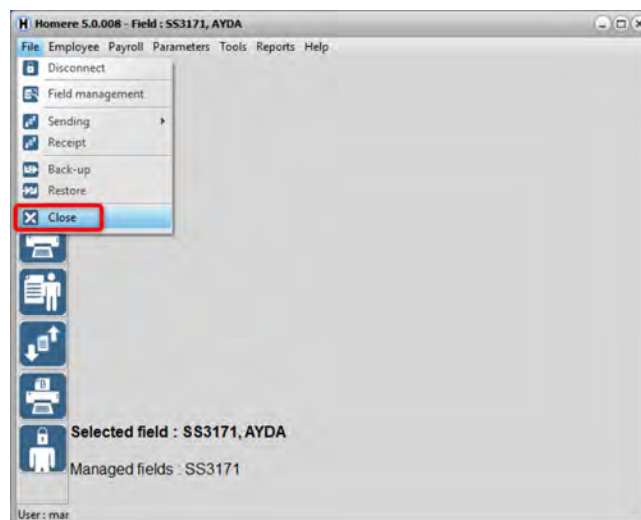 Homere 5.0.008 - Field : SS3171, AYDA
File Employee Payroll Parameters Tools Reports Help
Disconnect
Field management
Sending
Receipt
Back-up
Restore
Close
Selected field : SS3171, AYDA
Managed fields : SS3171
User : mar